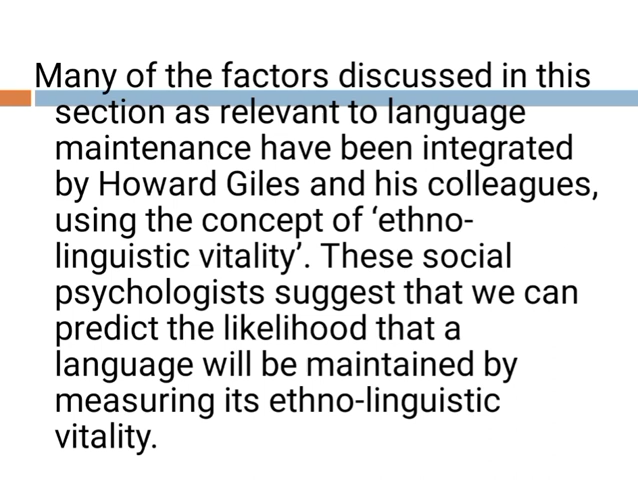 Many of the factors discussed in this
section as relevant to language
maintenance have been integrated
by Howard Giles and his colleagues,
using the concept of ‘ethno-
linguistic vitality’. These social
psychologists suggest that we can
predict the likelihood that a
language will be maintained by
measuring its ethno-linguistic
vitality.